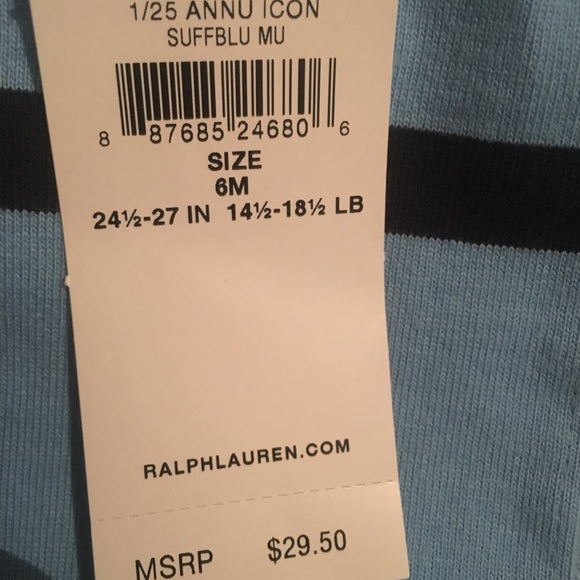 1/25 ANNU ICON
SUFFBLU MU
8 87685 24680 6
SIZE
6M
24½-27 IN 14½-18½ LB
RALPHLAUREN.COM
MSRP $29.50